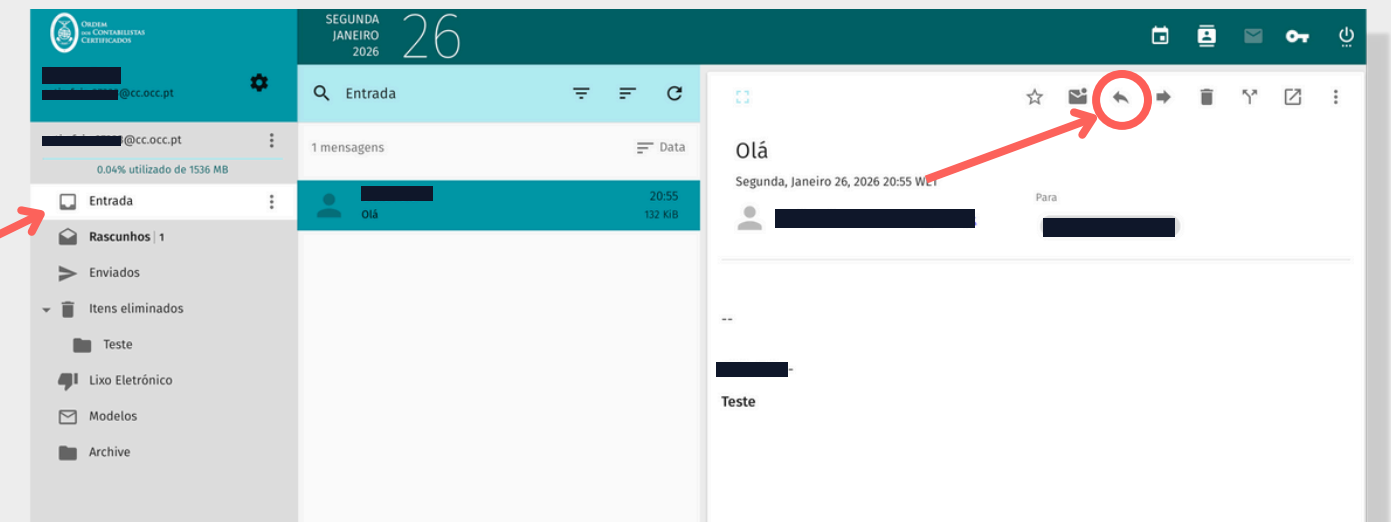 ORDEM
DOS CONTABILISTAS
CERTIFICADOS
SEGUNDA
JANEIRO
2026
26
@cc.occ.pt
@cc.occ.pt
0.04% utilizado de 1536 MB
Entrada
Rascunhos | 1
Enviados
Itens eliminados
Teste
Lixo Eletrónico
Modelos
Archive
Entrada
1 mensagens
Data
20:55
Olá
132 KiB
Olá
Segunda, Janeiro 26, 2026 20:55 WET
Para
--
-
Teste